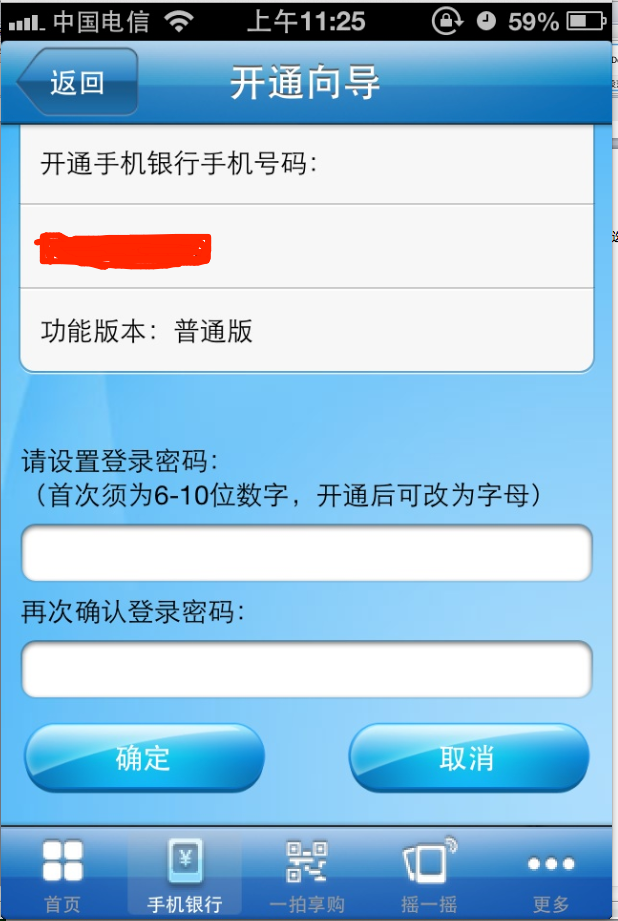 中国电信 上午11:25 59%
返回 开通向导
开通手机银行手机号码:
功能版本: 普通版
请设置登录密码:
（首次须为6-10位数字，开通后可改为字母）
再次确认登录密码:
确定 取消
¥
首页 手机银行 一拍享购 摇一摇 更多